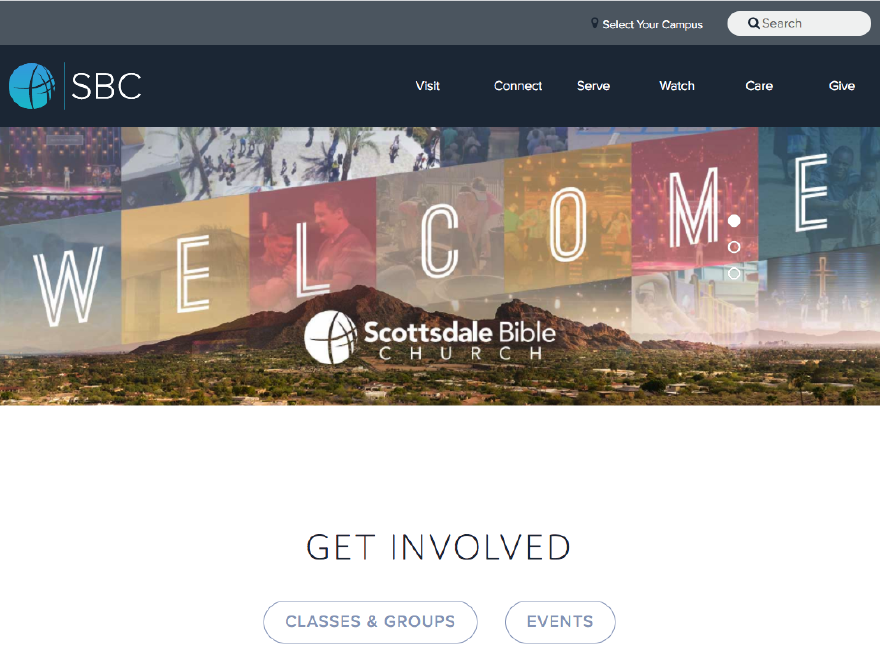 Select Your Campus
Search
SBC
Visit
Connect
Serve
Watch
Care
Give
WELCOME
Scottsdale Bible
CHURCH
GET INVOLVED
CLASSES & GROUPS
EVENTS